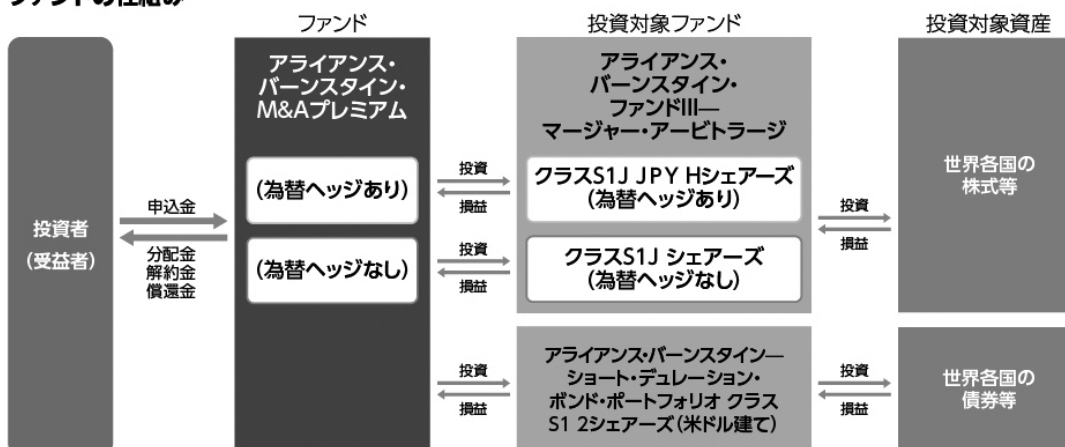 ファンドの仕組み
ファンド
投資対象ファンド
投資対象資産
投資者
(受益者)
申込金
分配金
解約金
償還金
アライアンス・
バーンスタイン・
M&Aプレミアム
(為替ヘッジあり)
(為替ヘッジなし)
投資
損益
投資
損益
投資
損益
アライアンス・
バーンスタイン・
ファンドIII—
マージャー・アービトラージ
クラスS1J JPY Hシェアーズ
(為替ヘッジあり)
クラスS1J シェアーズ
(為替ヘッジなし)
アライアンス・バーンスタイン—
ショート・デュレーション・
ボンド・ポートフォリオ クラス
S1 2シェアーズ(米ドル建て)
投資
損益
投資
損益
世界各国の
株式等
世界各国の
債券等